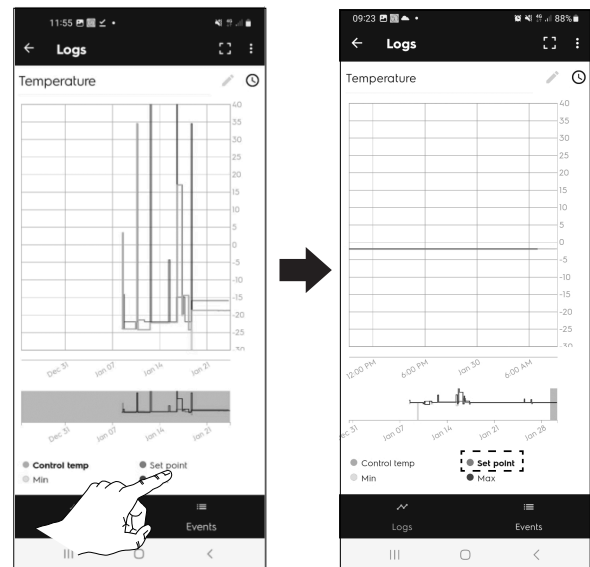 11:55
Logs
Temperature
40
35
30
25
20
15
10
5
0
-5
-10
-15
-20
-25
-30
Dec 31 Jan 07 Jan 14 Jan 21
Dec 31 Jan 07 Jan 14 Jan 21
Control temp Set point
Min
Events
09:23 88%
Logs
Temperature
40
35
30
25
20
15
10
5
0
-5
-10
-15
-20
-25
-30
12:00 PM 6:00 PM Jan 30 6:00 AM
Dec 31 Jan 07 Jan 14 Jan 21 Jan 28
Control temp Set point
Min Max
Logs Events